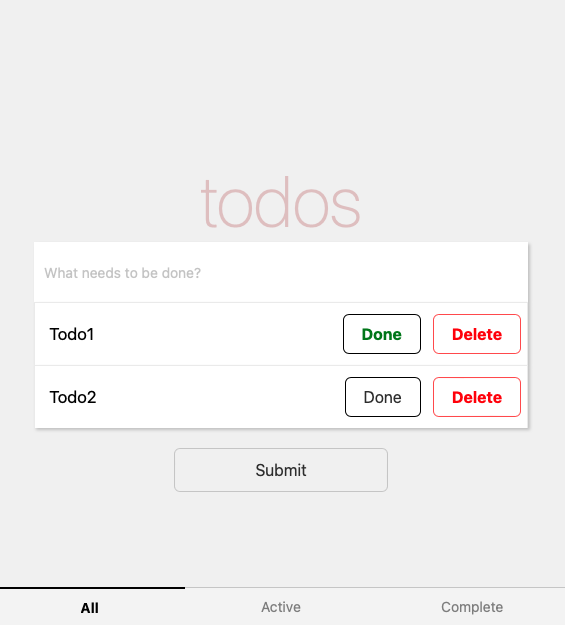 todos
What needs to be done?
Todo1 Done Delete
Todo2 Done Delete
Submit
All Active Complete